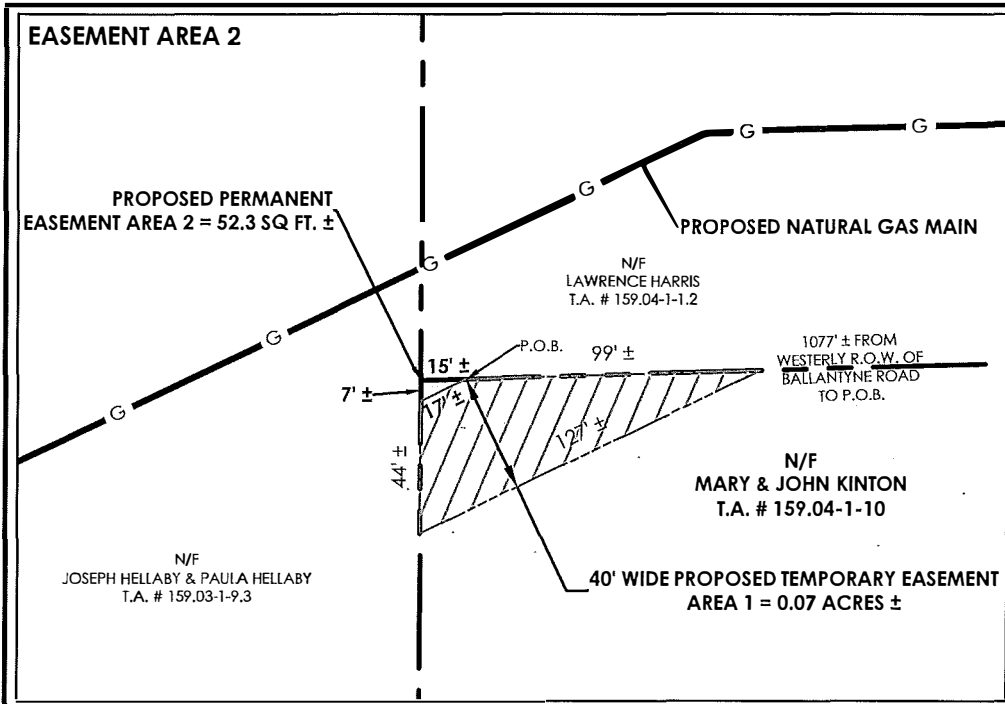 EASEMENT AREA 2
G
G
G
PROPOSED PERMANENT
EASEMENT AREA 2 = 52.3 SQ FT. ±
PROPOSED NATURAL GAS MAIN
G
N/F
LAWRENCE HARRIS
T.A. # 159.04-1-1.2
G
G
P.O.B.
15' ±
99' ±
1077' ± FROM
WESTERLY R.O.W. OF
BALLANTYNE ROAD
TO P.O.B.
7' ±
17' ±
127' ±
44' ±
N/F
MARY & JOHN KINTON
T.A. # 159.04-1-10
N/F
JOSEPH HELLABY & PAULA HELLABY
T.A. # 159.03-1-9.3
40' WIDE PROPOSED TEMPORARY EASEMENT
AREA 1 = 0.07 ACRES ±